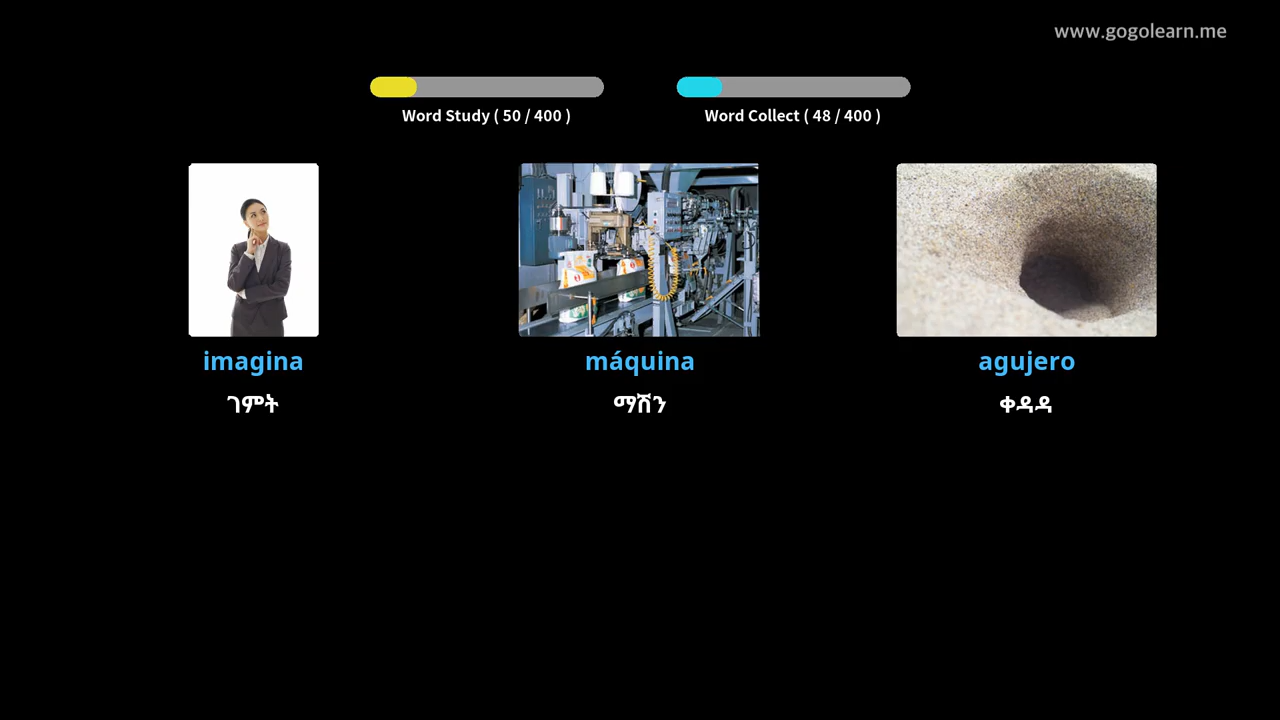 www.gogolearn.me
Word Study ( 50 / 400 )
Word Collect ( 48 / 400 )
imagina
máquina
agujero
ገምት
ማሽን
ቀዳዳ